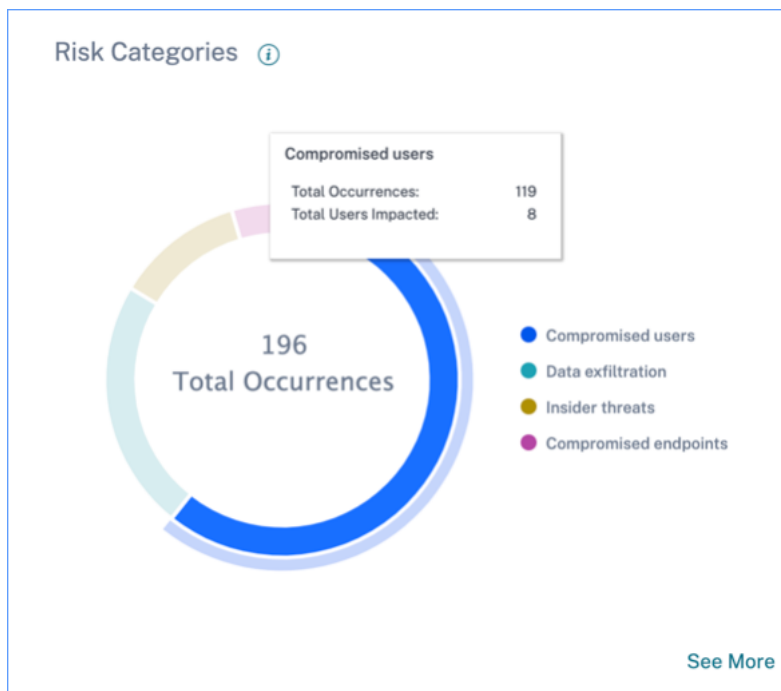 Risk Categories
Compromised users
Total Occurrences: 119
Total Users Impacted: 8
196
Total Occurrences
Compromised users
Data exfiltration
Insider threats
Compromised endpoints
See More